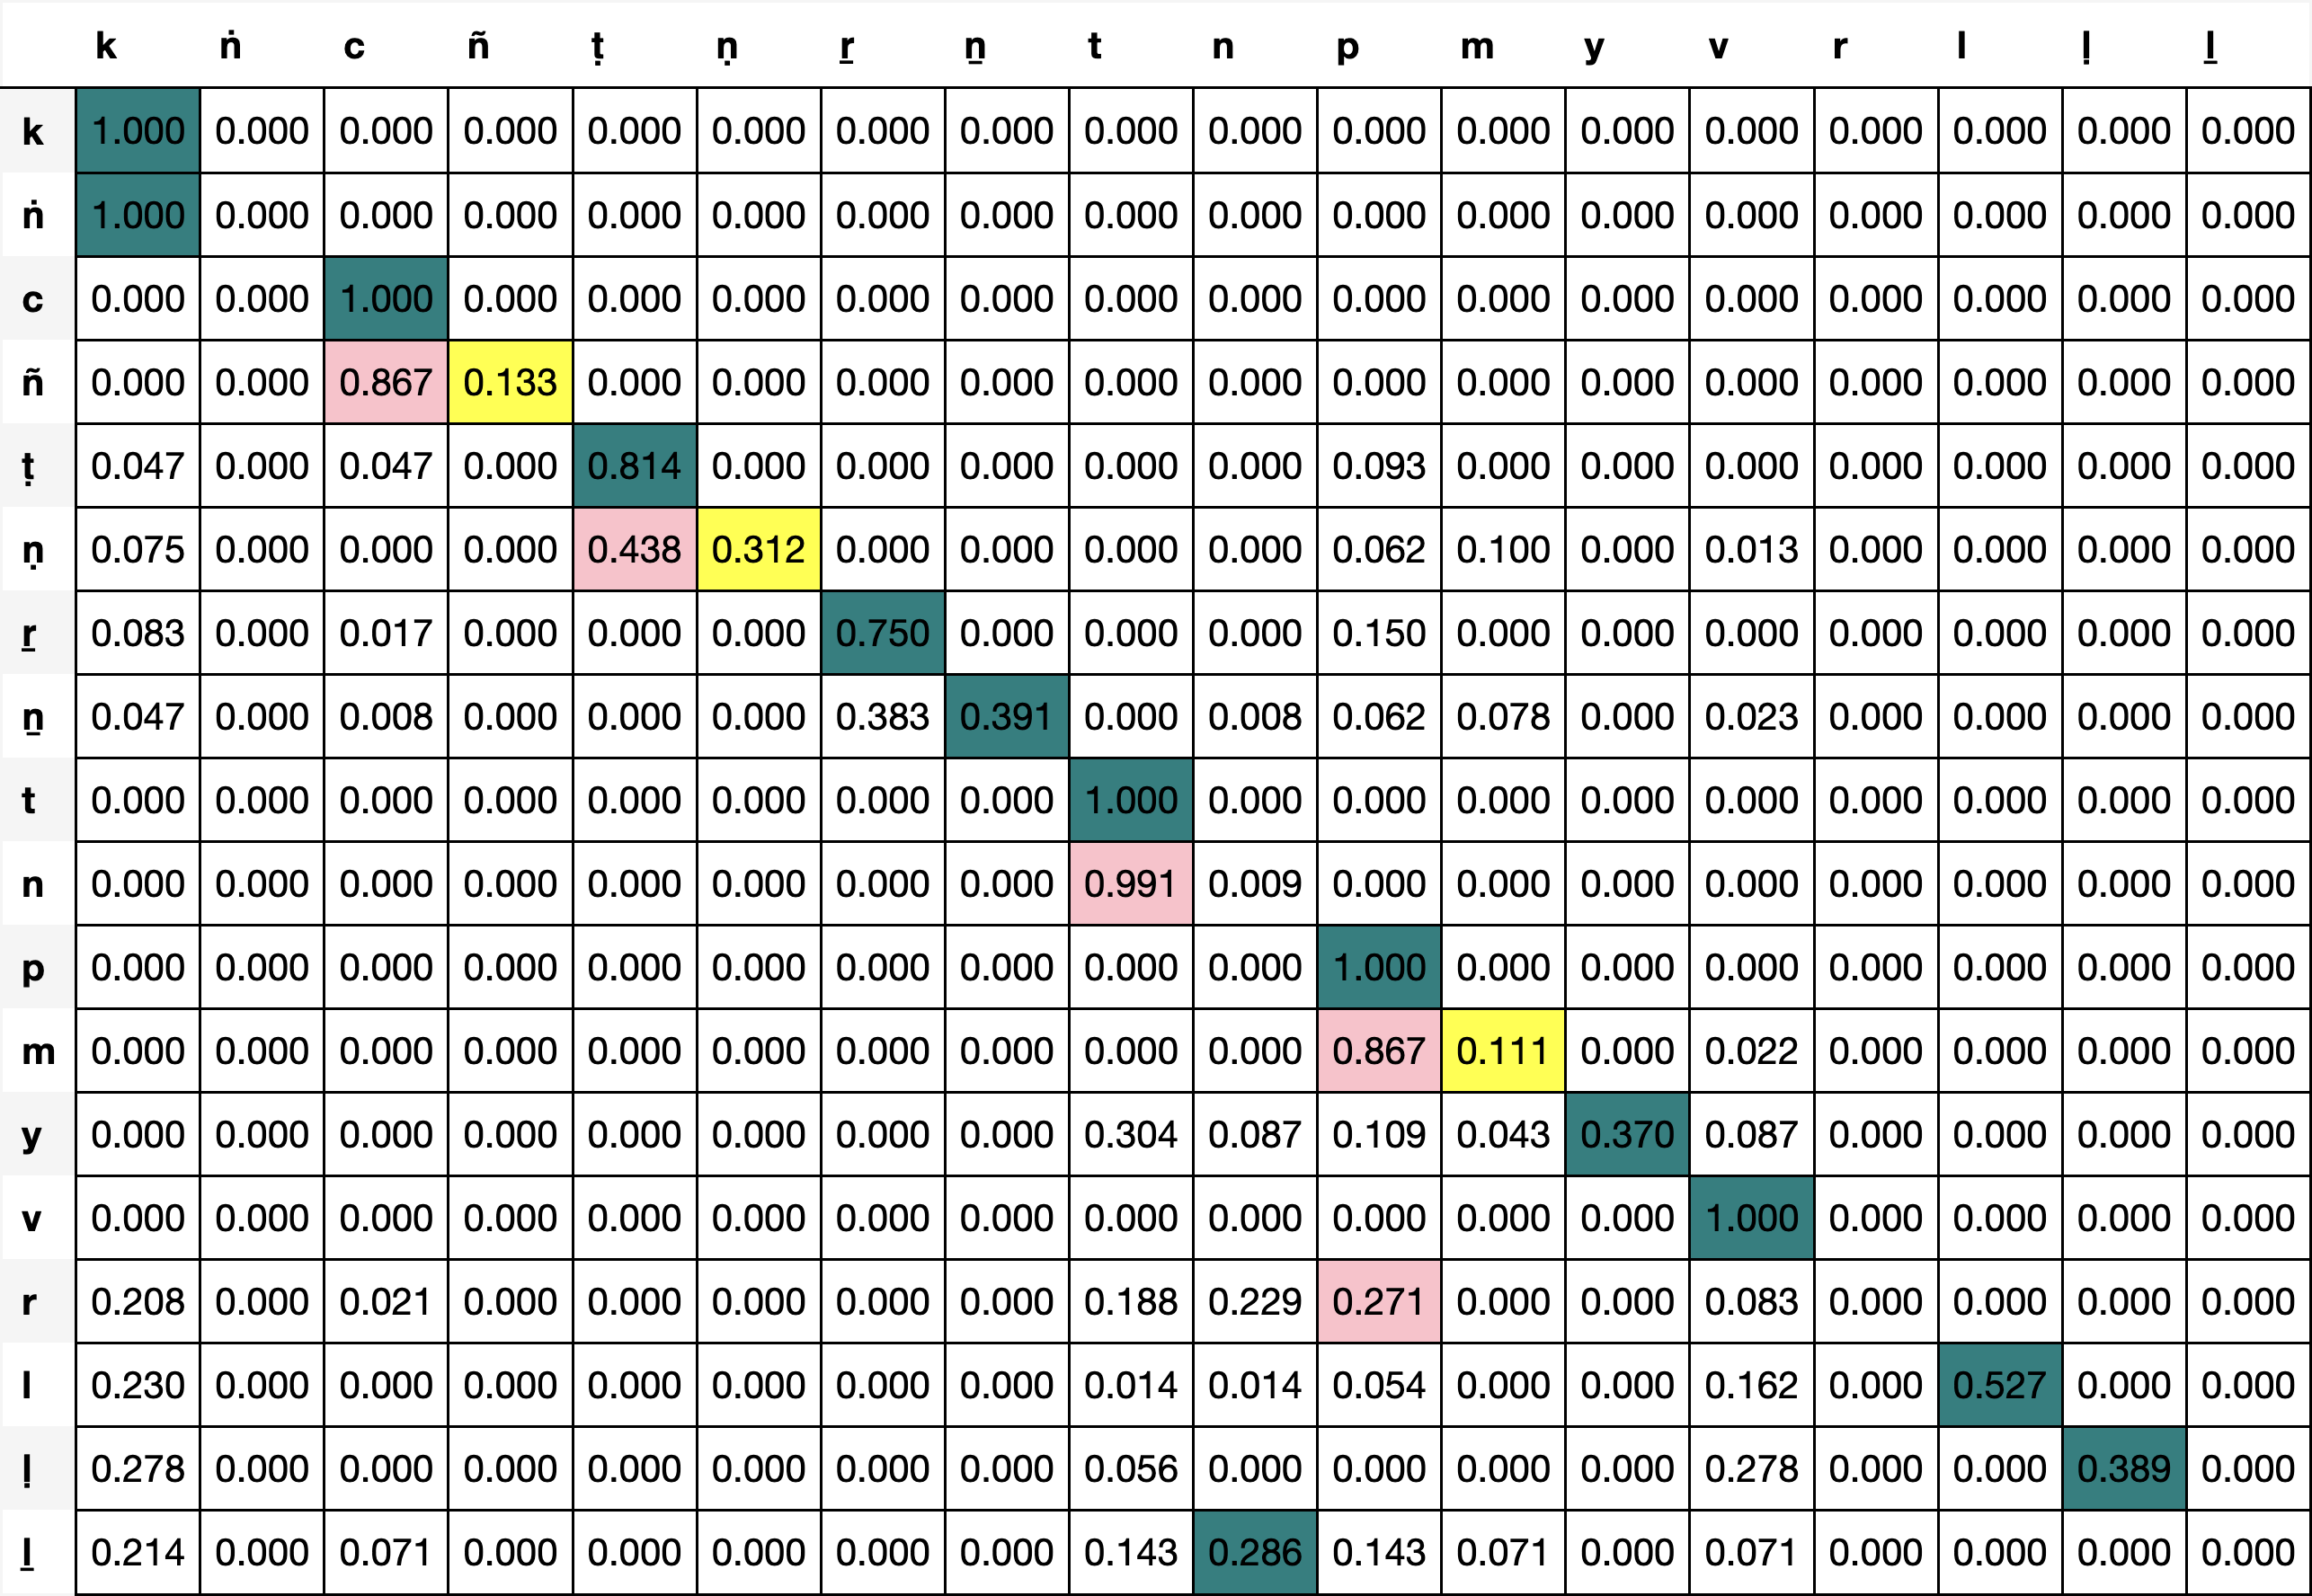 k ṅ c ñ ṭ ṇ ṟ ṉ t n p m y v r l ḷ ḻ
k 1.000 0.000 0.000 0.000 0.000 0.000 0.000 0.000 0.000 0.000 0.000 0.000 0.000 0.000 0.000 0.000 0.000 0.000
ṅ 1.000 0.000 0.000 0.000 0.000 0.000 0.000 0.000 0.000 0.000 0.000 0.000 0.000 0.000 0.000 0.000 0.000 0.000
c 0.000 0.000 1.000 0.000 0.000 0.000 0.000 0.000 0.000 0.000 0.000 0.000 0.000 0.000 0.000 0.000 0.000 0.000
ñ 0.000 0.000 0.867 0.133 0.000 0.000 0.000 0.000 0.000 0.000 0.000 0.000 0.000 0.000 0.000 0.000 0.000 0.000
ṭ 0.047 0.000 0.047 0.000 0.814 0.000 0.000 0.000 0.000 0.000 0.093 0.000 0.000 0.000 0.000 0.000 0.000 0.000
ṇ 0.075 0.000 0.000 0.000 0.438 0.312 0.000 0.000 0.000 0.000 0.062 0.100 0.000 0.013 0.000 0.000 0.000 0.000
ṟ 0.083 0.000 0.017 0.000 0.000 0.000 0.750 0.000 0.000 0.000 0.150 0.000 0.000 0.000 0.000 0.000 0.000 0.000
ṉ 0.047 0.000 0.008 0.000 0.000 0.000 0.383 0.391 0.000 0.008 0.062 0.078 0.000 0.023 0.000 0.000 0.000 0.000
t 0.000 0.000 0.000 0.000 0.000 0.000 0.000 0.000 1.000 0.000 0.000 0.000 0.000 0.000 0.000 0.000 0.000 0.000
n 0.000 0.000 0.000 0.000 0.000 0.000 0.000 0.000 0.991 0.009 0.000 0.000 0.000 0.000 0.000 0.000 0.000 0.000
p 0.000 0.000 0.000 0.000 0.000 0.000 0.000 0.000 0.000 0.000 1.000 0.000 0.000 0.000 0.000 0.000 0.000 0.000
m 0.000 0.000 0.000 0.000 0.000 0.000 0.000 0.000 0.000 0.000 0.867 0.111 0.000 0.022 0.000 0.000 0.000 0.000
y 0.000 0.000 0.000 0.000 0.000 0.000 0.000 0.000 0.304 0.087 0.109 0.043 0.370 0.087 0.000 0.000 0.000 0.000
v 0.000 0.000 0.000 0.000 0.000 0.000 0.000 0.000 0.000 0.000 0.000 0.000 0.000 1.000 0.000 0.000 0.000 0.000
r 0.208 0.000 0.021 0.000 0.000 0.000 0.000 0.000 0.188 0.229 0.271 0.000 0.000 0.083 0.000 0.000 0.000 0.000
l 0.230 0.000 0.000 0.000 0.000 0.000 0.000 0.000 0.014 0.014 0.054 0.000 0.000 0.162 0.000 0.527 0.000 0.000
ḷ 0.278 0.000 0.000 0.000 0.000 0.000 0.000 0.000 0.056 0.000 0.000 0.000 0.000 0.278 0.000 0.000 0.389 0.000
ḻ 0.214 0.000 0.071 0.000 0.000 0.000 0.000 0.000 0.143 0.286 0.143 0.071 0.000 0.071 0.000 0.000 0.000 0.000